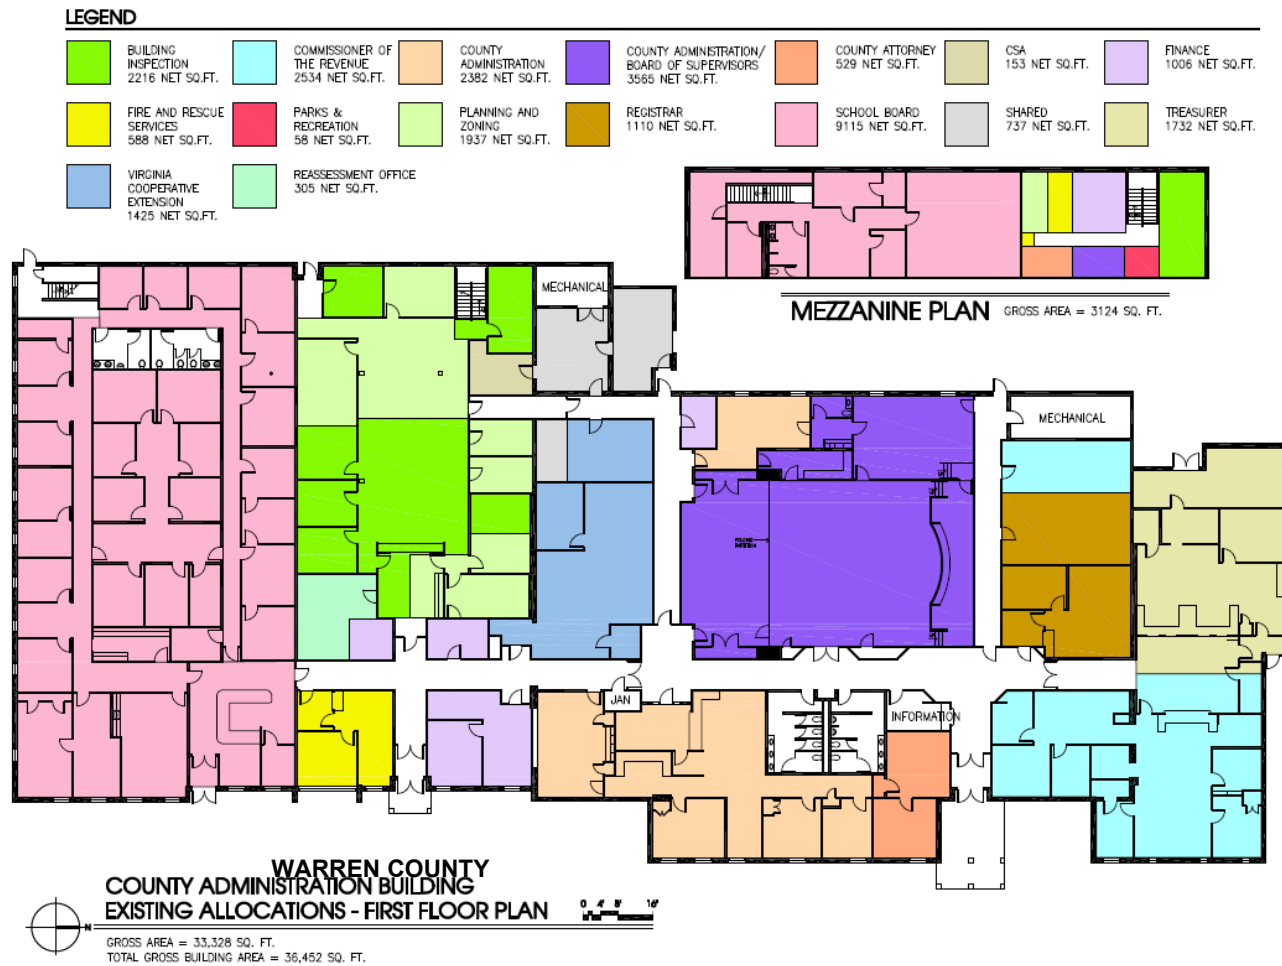 LEGEND
BUILDING
INSPECTION
2216 NET SQ.FT.
COMMISSIONER OF
THE REVENUE
2534 NET SQ.FT.
COUNTY
ADMINISTRATION
2382 NET SQ.FT.
COUNTY ADMINISTRATION/
BOARD OF SUPERVISORS
3565 NET SQ.FT.
COUNTY ATTORNEY
529 NET SQ.FT.
CSA
153 NET SQ.FT.
FINANCE
1006 NET SQ.FT.
FIRE AND RESCUE
SERVICES
588 NET SQ.FT.
PARKS &
RECREATION
58 NET SQ.FT.
PLANNING AND
ZONING
1937 NET SQ.FT.
REGISTRAR
1110 NET SQ.FT.
SCHOOL BOARD
9115 NET SQ.FT.
SHARED
737 NET SQ.FT.
TREASURER
1732 NET SQ.FT.
VIRGINIA
COOPERATIVE
EXTENSION
1425 NET SQ.FT.
REASSESSMENT OFFICE
305 NET SQ.FT.
MEZZANINE PLAN
GROSS AREA = 3124 SQ. FT.
MECHANICAL
MECHANICAL
FOLDING
PARTITION
JAN
INFORMATION
WARREN COUNTY
COUNTY ADMINISTRATION BUILDING
EXISTING ALLOCATIONS - FIRST FLOOR PLAN
0 4' 8' 16'
N
GROSS AREA = 33,328 SQ. FT.
TOTAL GROSS BUILDING AREA = 36,452 SQ. FT.